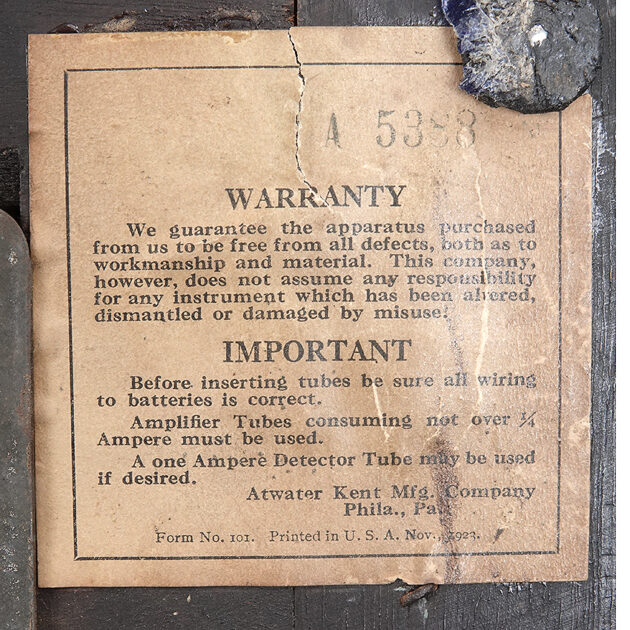 A 5383
WARRANTY
We guarantee the apparatus purchased
from us to be free from all defects, both as to
workmanship and material. This company,
however, does not assume any responsibility
for any instrument which has been altered,
dismantled or damaged by misuse.
IMPORTANT
Before inserting tubes be sure all wiring
to batteries is correct.
Amplifier Tubes consuming not over ¼
Ampere must be used.
A one Ampere Detector Tube may be used
if desired.
Atwater Kent Mfg. Company
Phila., Pa.
Form No. 101. Printed in U. S. A. Nov., 1923.